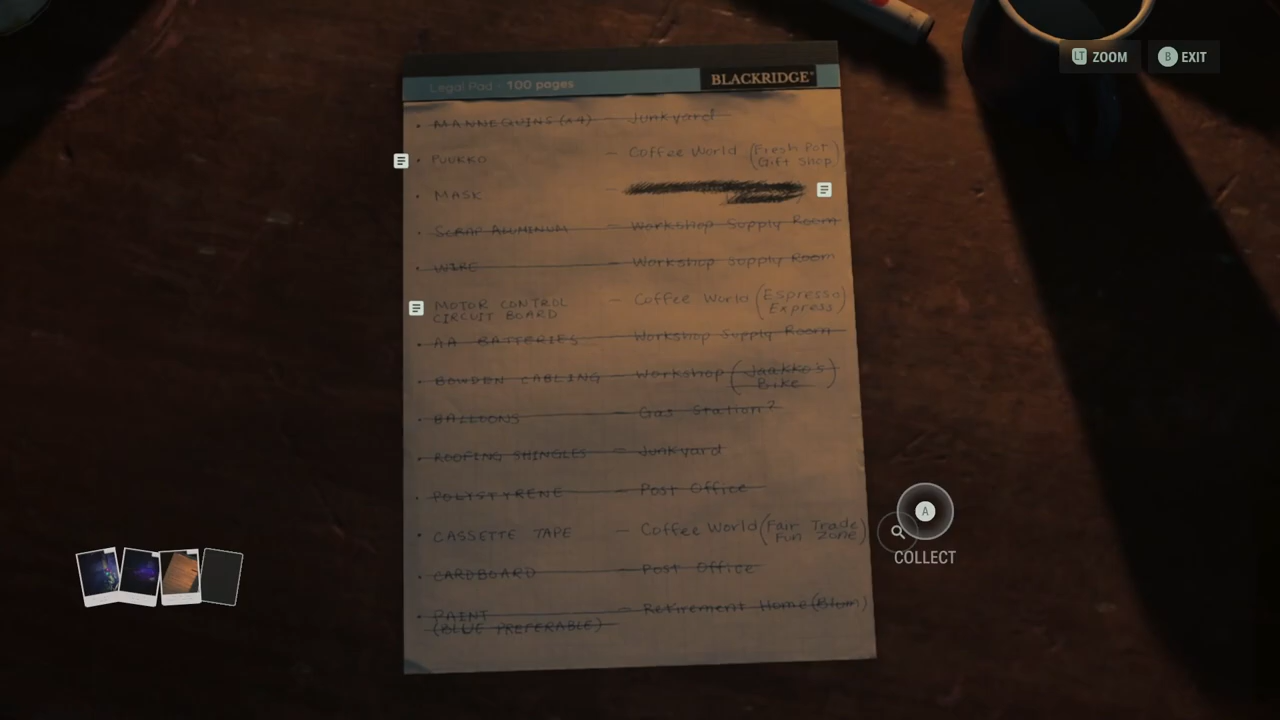 LT ZOOM B EXIT
Legal Pad - 100 pages BLACKRIDGE®
• MANNEQUINS (x4) — Junkyard
• PUUKKO — Coffee World (Fresh Pot Gift Shop)
• MASK —
• SCRAP ALUMINUM — Workshop Supply Room
• WIRE — Workshop Supply Room
• MOTOR CONTROL CIRCUIT BOARD — Coffee World (Espresso Express)
• AA BATTERIES — Workshop Supply Room
• BOWDEN CABLING — Workshop (Jaakko's Bike)
• BALLOONS — Gas Station?
• ROOFING SHINGLES — Junkyard
• POLYSTYRENE — Post Office
• CASSETTE TAPE — Coffee World (Fair Trade Fun Zone)
• CARDBOARD — Post Office
• PAINT (BLUE PREFERABLE) — Retirement Home (Blum)
A
COLLECT